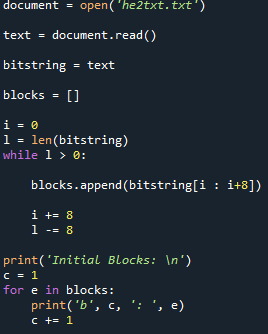 document = open('he2txt.txt')
text = document.read()
bitstring = text
blocks = []
i = 0
l = len(bitstring)
while l > 0:
    blocks.append(bitstring[i : i+8])
    i += 8
    l -= 8
print('Initial Blocks: \n')
c = 1
for e in blocks:
    print('b', c, ': ', e)
    c += 1